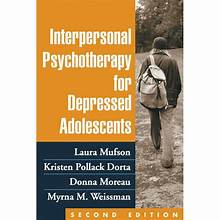 Interpersonal
Psychotherapy
for
Depressed
Adolescents
Laura Mufson
Kristen Pollack Dorta
Donna Moreau
Myrna M. Weissman
SECOND EDITION